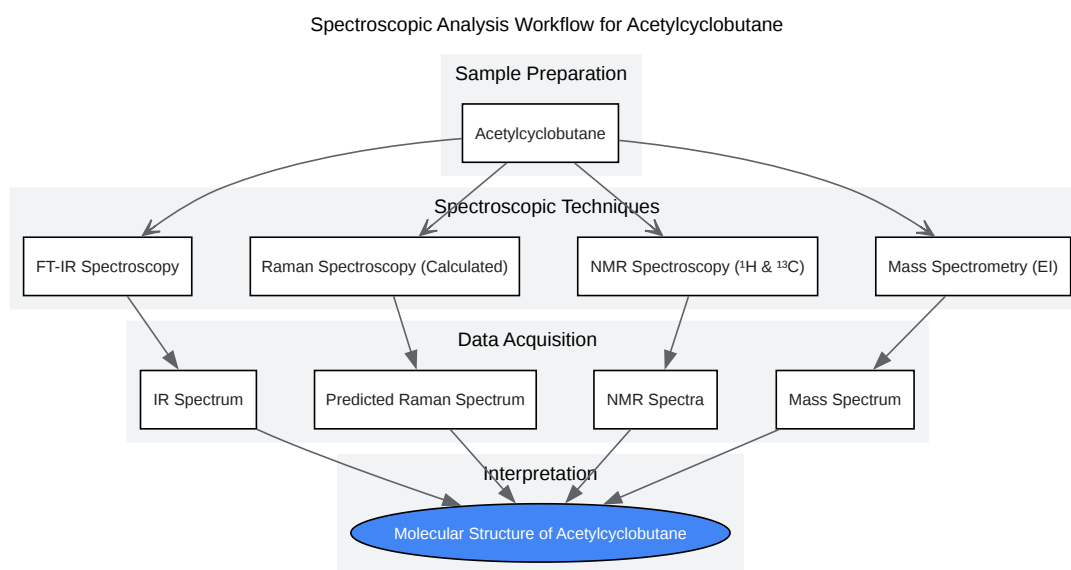 Spectroscopic Analysis Workflow for Acetylcyclobutane
Sample Preparation
Acetylcyclobutane
Spectroscopic Techniques
FT-IR Spectroscopy
Raman Spectroscopy (Calculated)
NMR Spectroscopy (¹H & ¹³C)
Mass Spectrometry (EI)
Data Acquisition
IR Spectrum
Predicted Raman Spectrum
NMR Spectra
Mass Spectrum
Interpretation
Molecular Structure of Acetylcyclobutane